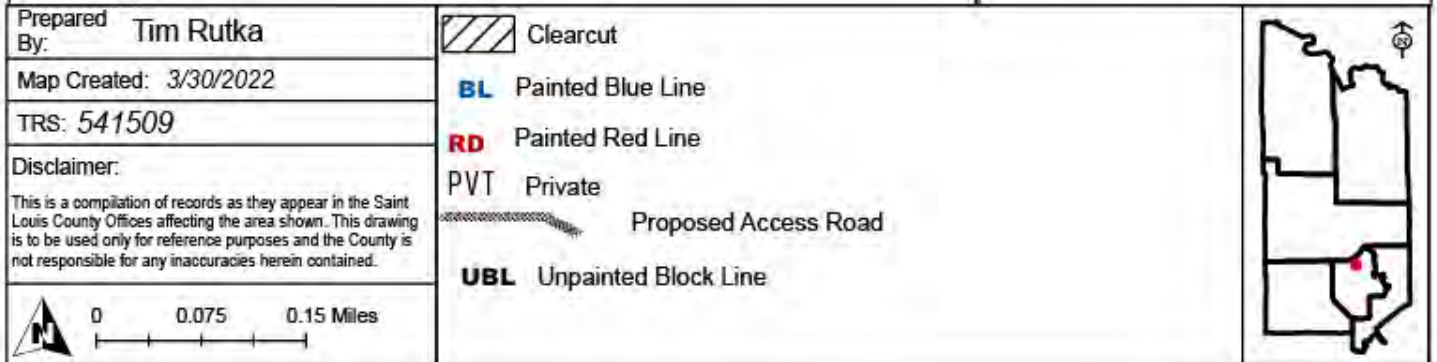 Prepared
By: Tim Rutka
Map Created: 3/30/2022
TRS: 541509
Disclaimer:
This is a compilation of records as they appear in the Saint
Louis County Offices affecting the area shown. This drawing
is to be used only for reference purposes and the County is
not responsible for any inaccuracies herein contained.
N
0 0.075 0.15 Miles
Clearcut
BL Painted Blue Line
RD Painted Red Line
PVT Private
Proposed Access Road
UBL Unpainted Block Line
N